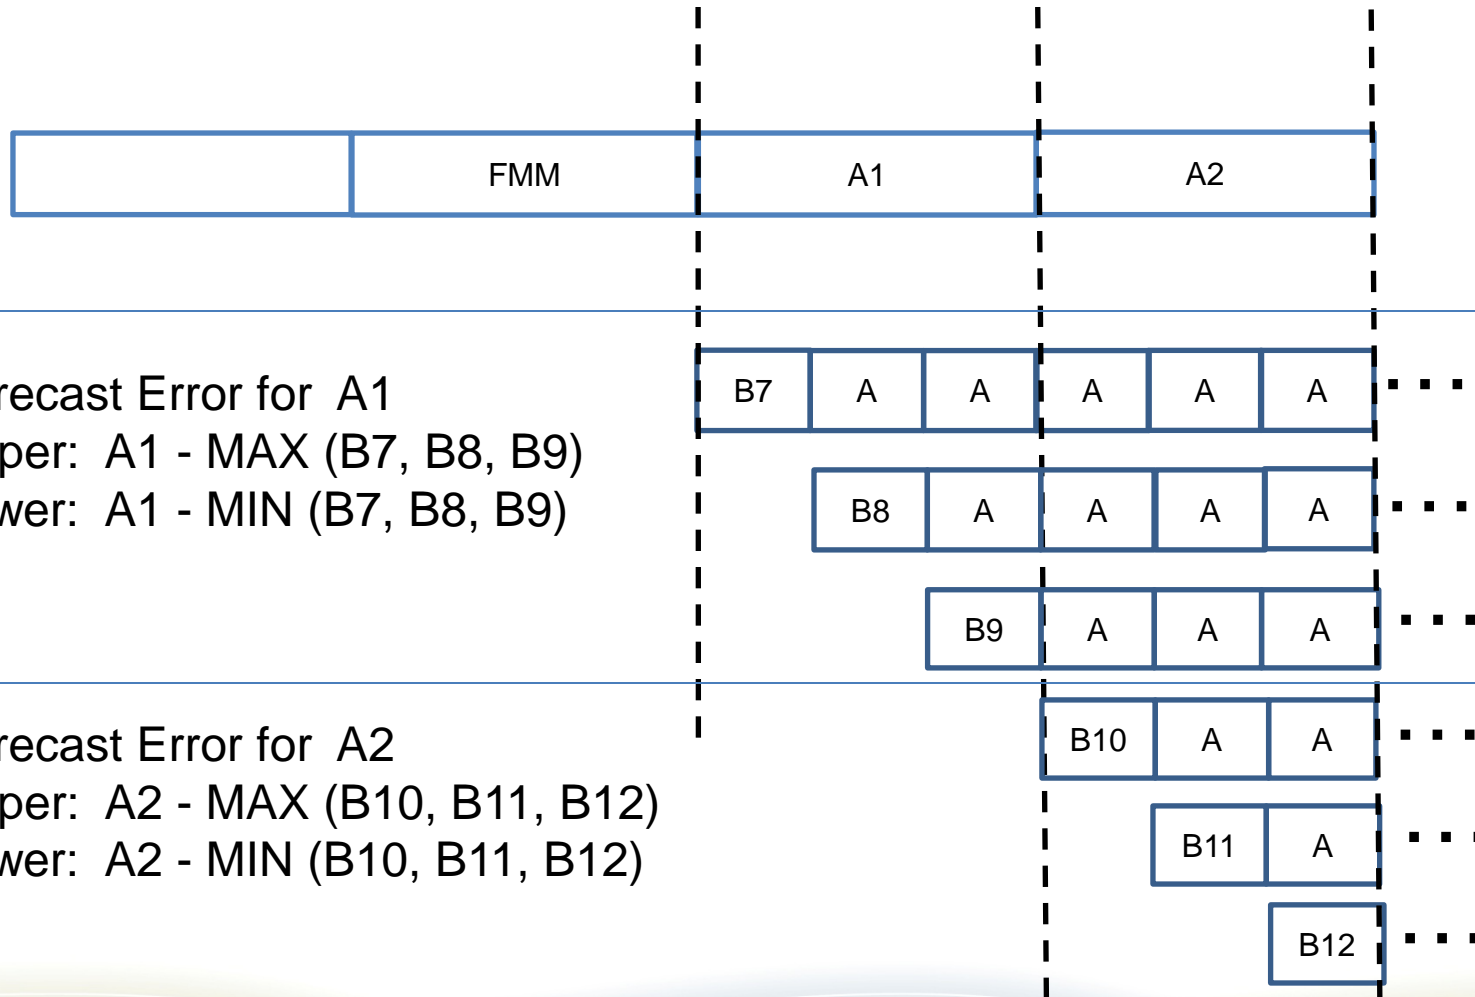 FMM A1 A2
recast Error for A1
per: A1 - MAX (B7, B8, B9)
wer: A1 - MIN (B7, B8, B9)
B7 A A A A A
B8 A A A A
B9 A A A
recast Error for A2
per: A2 - MAX (B10, B11, B12)
wer: A2 - MIN (B10, B11, B12)
B10 A A
B11 A
B12